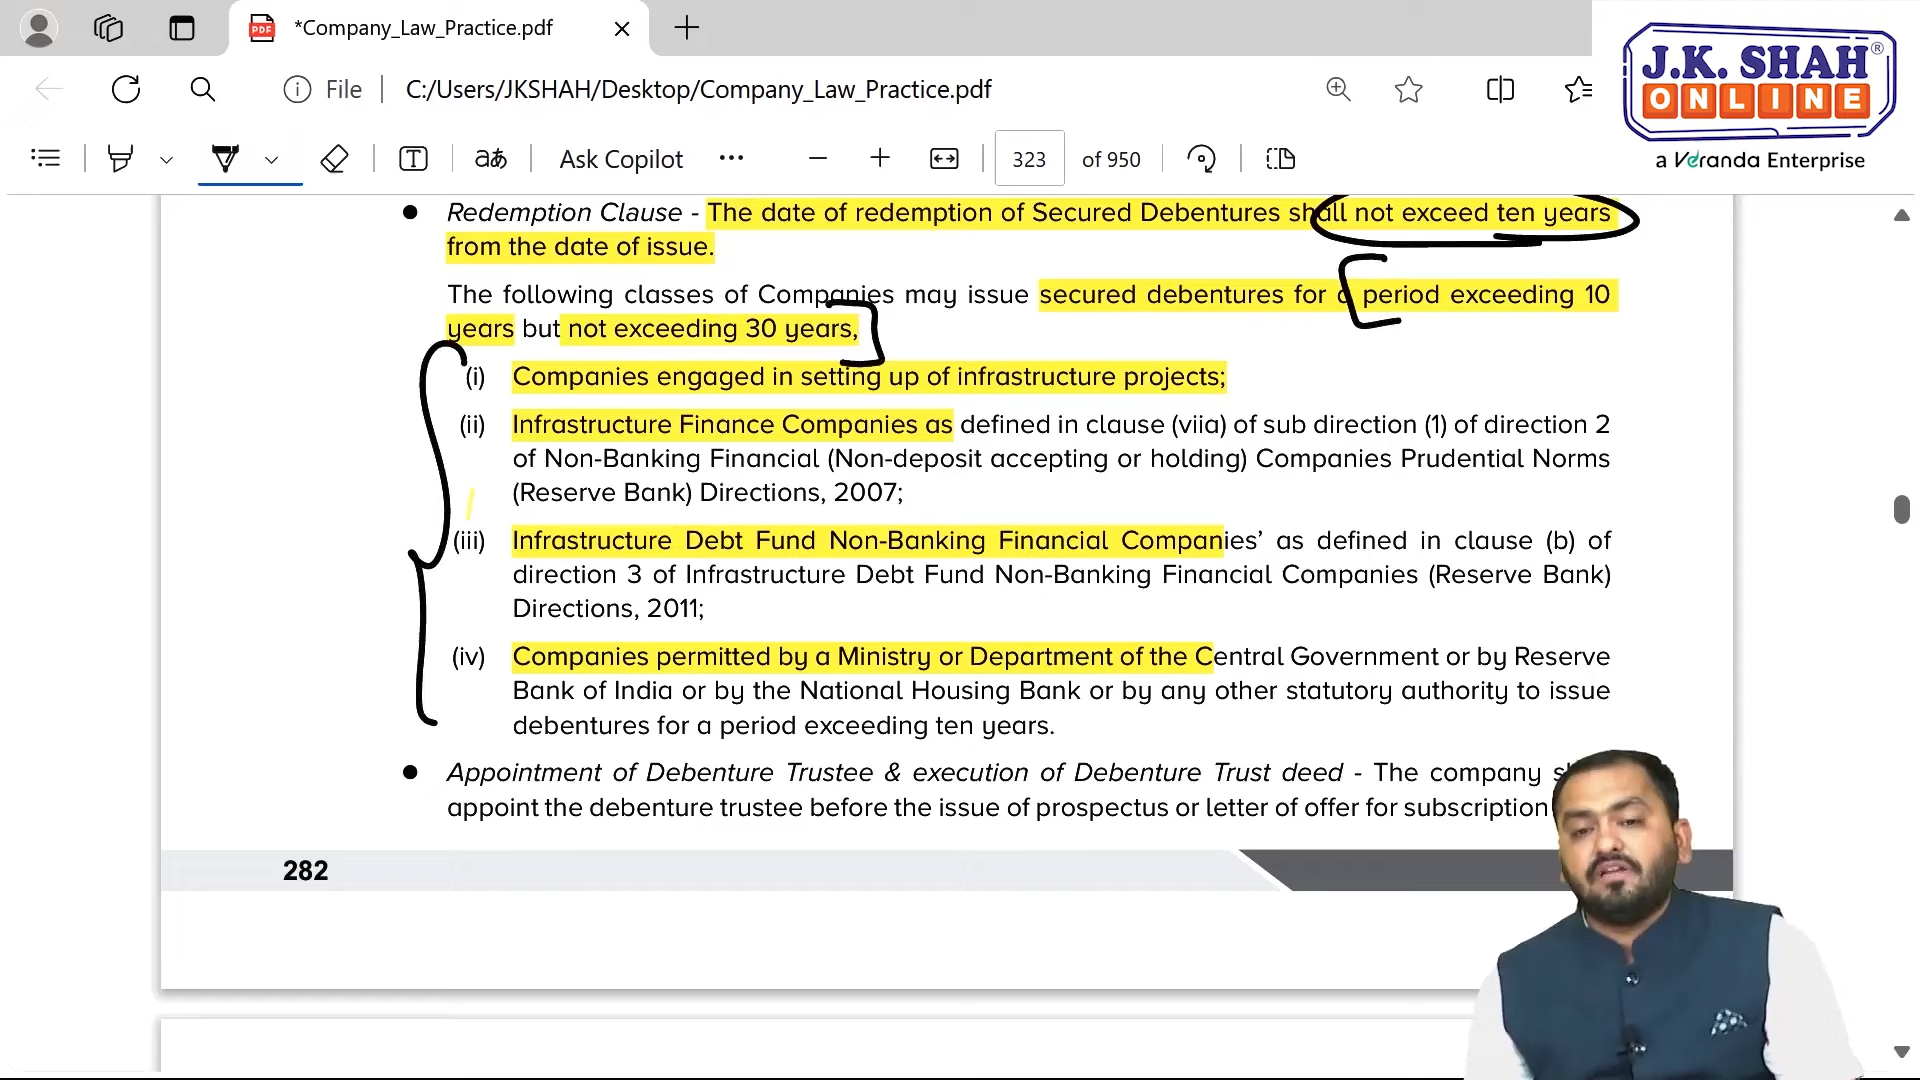 *Company_Law_Practice.pdf
J.K. SHAH®
ONLINE
a Veranda Enterprise
File
C:/Users/JKSHAH/Desktop/Company_Law_Practice.pdf
Ask Copilot
323 of 950
● Redemption Clause - The date of redemption of Secured Debentures shall not exceed ten years
from the date of issue.
The following classes of Companies may issue secured debentures for a period exceeding 10
years but not exceeding 30 years,
(i) Companies engaged in setting up of infrastructure projects;
(ii) Infrastructure Finance Companies as defined in clause (viia) of sub direction (1) of direction 2
of Non-Banking Financial (Non-deposit accepting or holding) Companies Prudential Norms
(Reserve Bank) Directions, 2007;
(iii) Infrastructure Debt Fund Non-Banking Financial Companies’ as defined in clause (b) of
direction 3 of Infrastructure Debt Fund Non-Banking Financial Companies (Reserve Bank)
Directions, 2011;
(iv) Companies permitted by a Ministry or Department of the Central Government or by Reserve
Bank of India or by the National Housing Bank or by any other statutory authority to issue
debentures for a period exceeding ten years.
● Appointment of Debenture Trustee & execution of Debenture Trust deed - The company
appoint the debenture trustee before the issue of prospectus or letter of offer for subscription
282